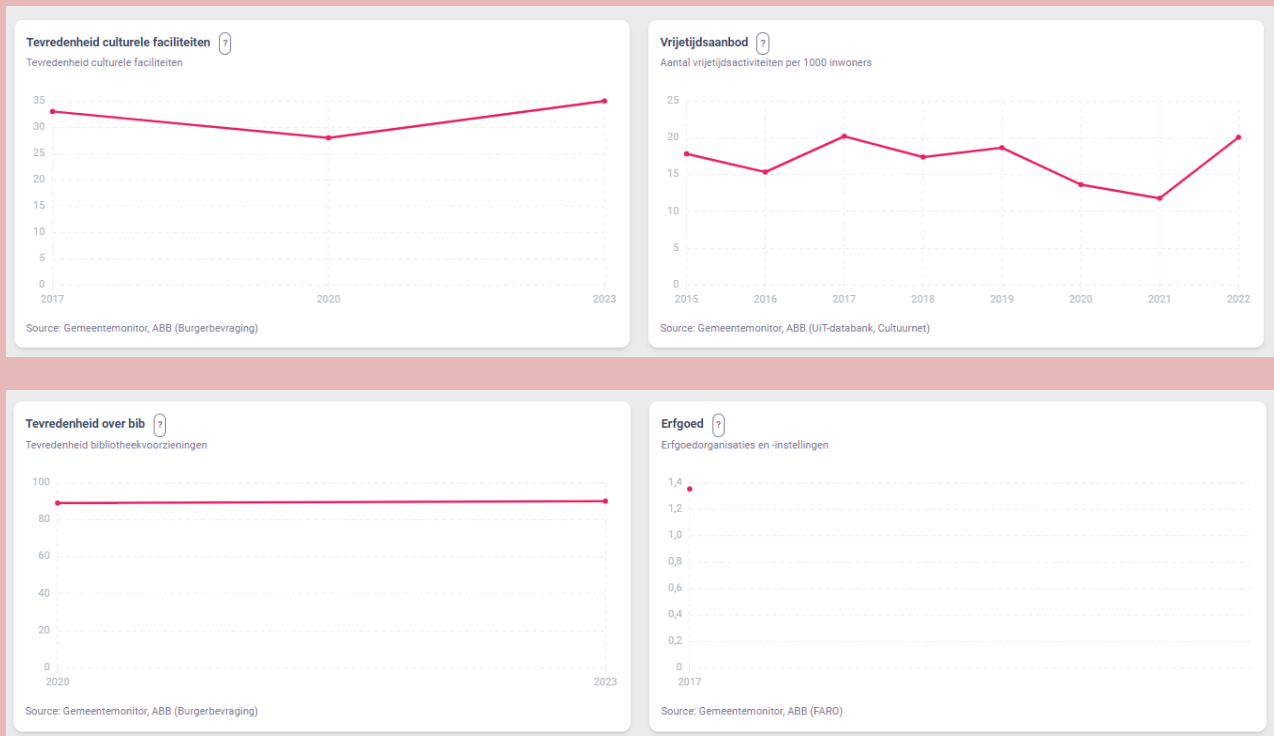 Tevredenheid culturele faciliteiten ?
Tevredenheid culturele faciliteiten
35
30
25
20
15
10
5
0
2017 2020 2023
Source: Gemeentemonitor, ABB (Burgerbevraging)
Vrijetijdsaanbod ?
Aantal vrijetijdsactiviteiten per 1000 inwoners
25
20
15
10
5
0
2015 2016 2017 2018 2019 2020 2021 2022
Source: Gemeentemonitor, ABB (UiT-databank, Cultuurnet)
Tevredenheid over bib ?
Tevredenheid bibliotheekvoorzieningen
100
80
60
40
20
0
2020 2023
Source: Gemeentemonitor, ABB (Burgerbevraging)
Erfgoed ?
Erfgoedorganisaties en -instellingen
1,4
1,2
1,0
0,8
0,6
0,4
0,2
0
2017
Source: Gemeentemonitor, ABB (FARO)